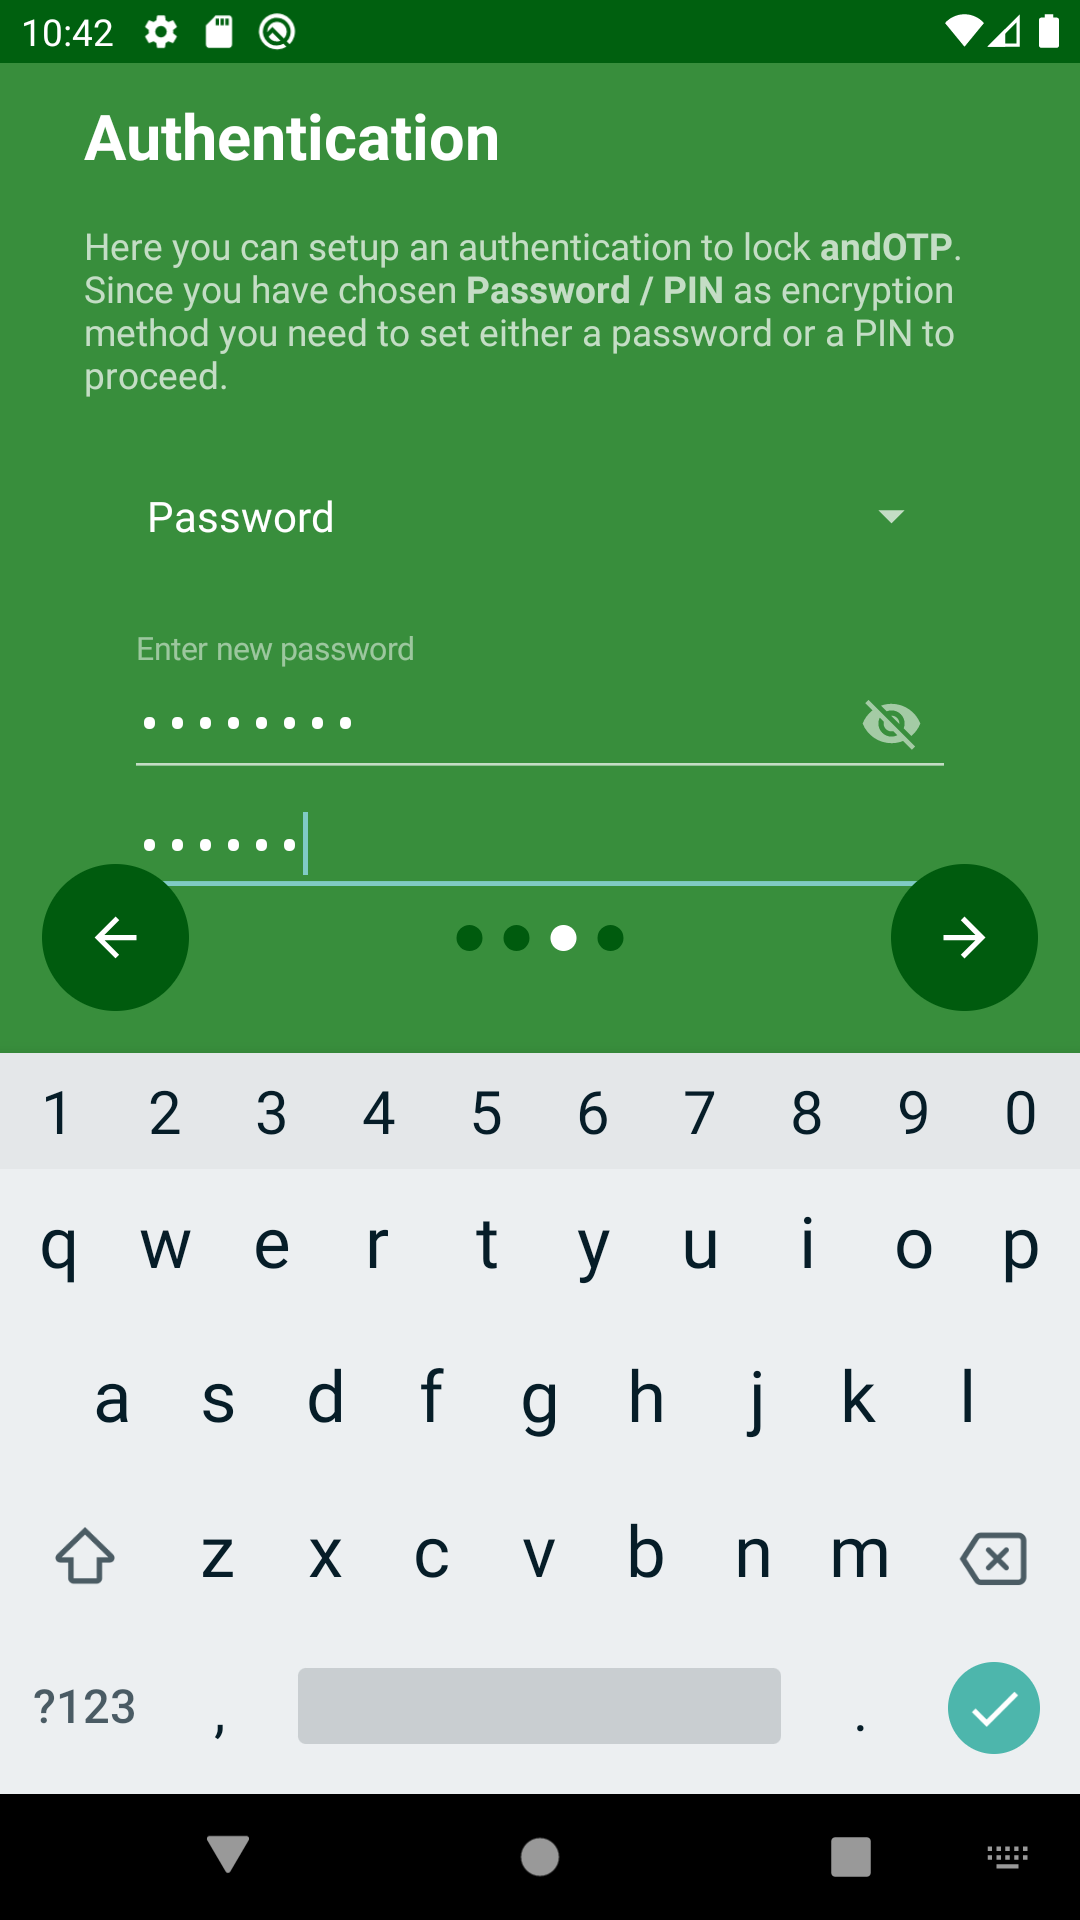 10:42
Authentication
Here you can setup an authentication to lock andOTP.
Since you have chosen Password / PIN as encryption
method you need to set either a password or a PIN to
proceed.
Password
Enter new password
••••••••
••••••
1 2 3 4 5 6 7 8 9 0
q w e r t y u i o p
a s d f g h j k l
z x c v b n m
?123 , .